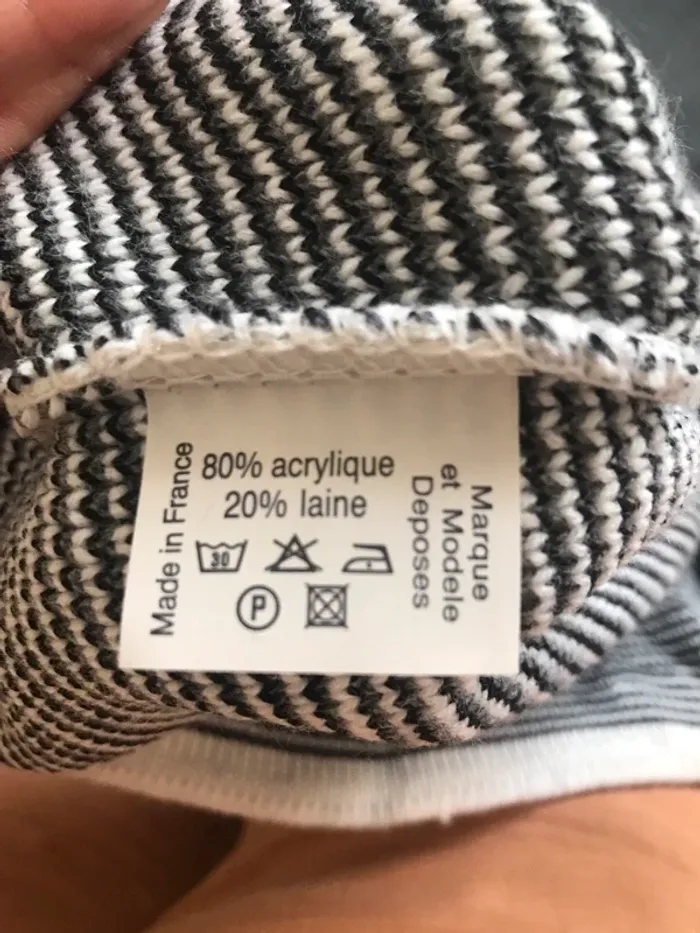 Made in France
80% acrylique
20% laine
30
P
Marque
et Modele
Deposes